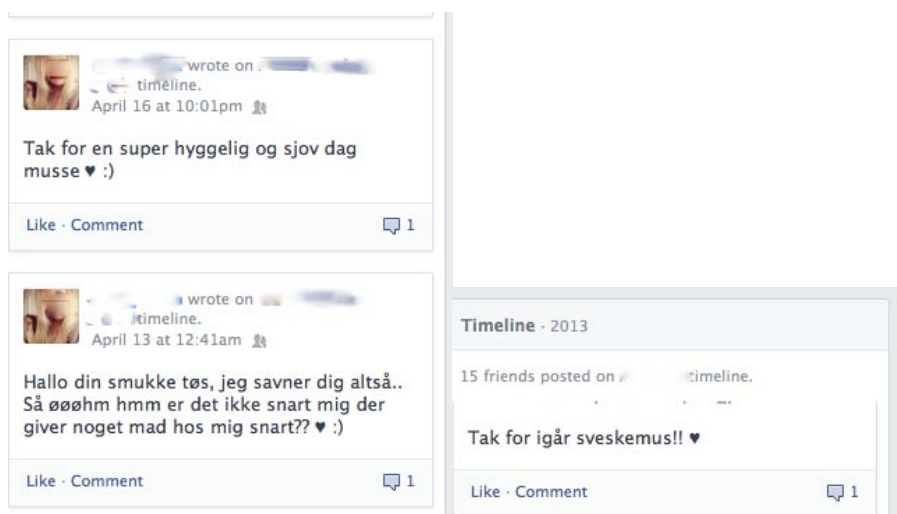 wrote on
timeline.
April 16 at 10:01pm
Tak for en super hyggelig og sjov dag
musse ♥ :)
Like · Comment 1
wrote on
timeline.
April 13 at 12:41am
Hallo din smukke tøs, jeg savner dig altså..
Så øøøhm hmm er det ikke snart mig der
giver noget mad hos mig snart?? ♥ :)
Like · Comment 1
Timeline · 2013
15 friends posted on timeline.
Tak for igår sveskemus!! ♥
Like · Comment 1